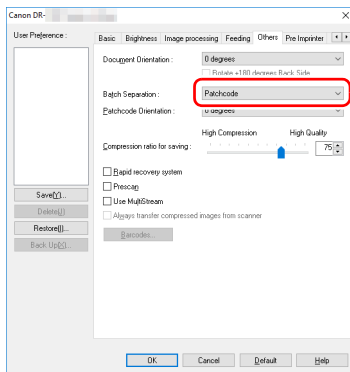 Canon DR-
User Preference :
Basic Brightness Image processing Feeding Others Pre Imprinter
Document Orientation : 0 degrees
Rotate +180 degrees Back Side
Batch Separation : Patchcode
Patchcode Orientation : 0 degrees
High Compression High Quality
Compression ratio for saving : 75
Rapid recovery system
Prescan
Use MultiStream
Always transfer compressed images from scanner
Barcodes...
Save(Y)...
Delete(J)
Restore(I)...
Back Up(K)...
OK Cancel Default Help